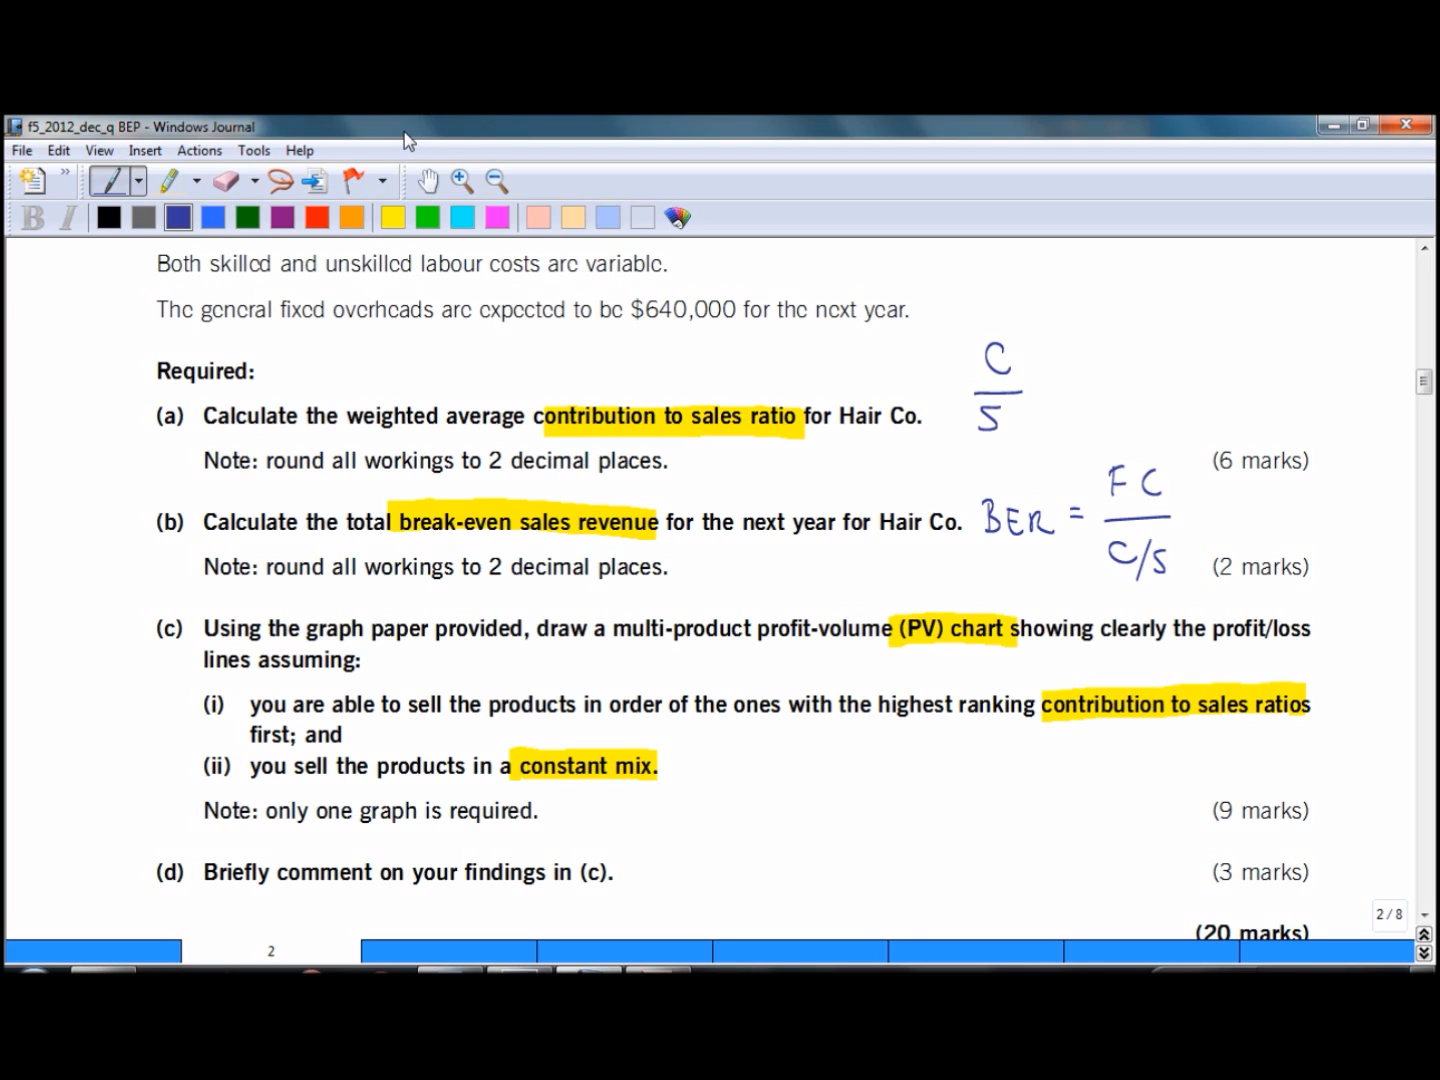 f5_2012_dec_q BEP - Windows Journal
File Edit View Insert Actions Tools Help
B I
Both skilled and unskilled labour costs are variable.
The general fixed overheads are expected to be $640,000 for the next year.
Required:
(a) Calculate the weighted average contribution to sales ratio for Hair Co.
C
S
Note: round all workings to 2 decimal places. (6 marks)
(b) Calculate the total break-even sales revenue for the next year for Hair Co.
BER = FC
C/S
Note: round all workings to 2 decimal places. (2 marks)
(c) Using the graph paper provided, draw a multi-product profit-volume (PV) chart showing clearly the profit/loss
lines assuming:
(i) you are able to sell the products in order of the ones with the highest ranking contribution to sales ratios
first; and
(ii) you sell the products in a constant mix.
Note: only one graph is required. (9 marks)
(d) Briefly comment on your findings in (c). (3 marks)
2 / 8
(20 marks)
2